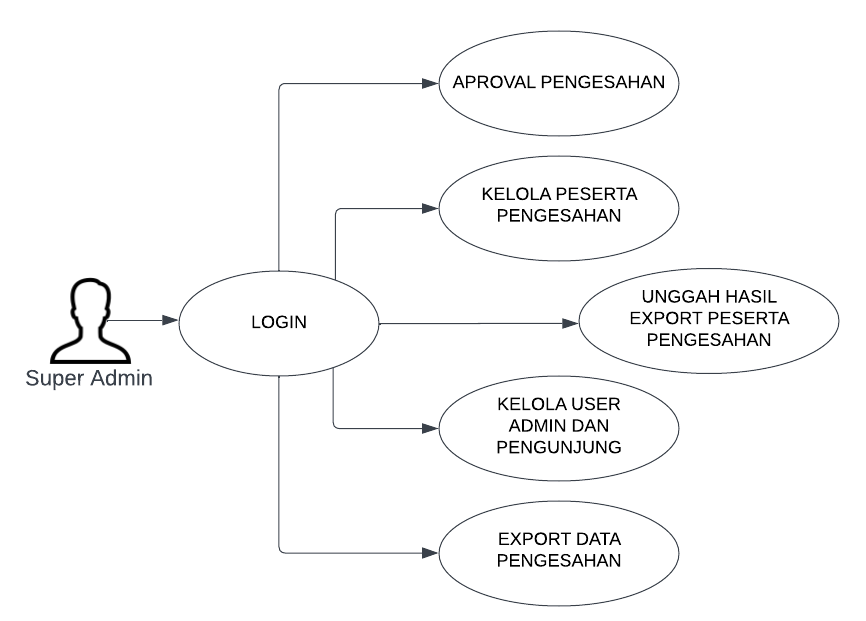 APROVAL PENGESAHAN
KELOLA PESERTA
PENGESAHAN
UNGGAH HASIL
EXPORT PESERTA
PENGESAHAN
LOGIN
Super Admin
KELOLA USER
ADMIN DAN
PENGUNJUNG
EXPORT DATA
PENGESAHAN